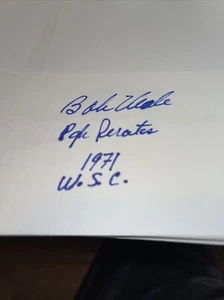 Bob Veale
Pgh Pirates
1971
W.S.C.